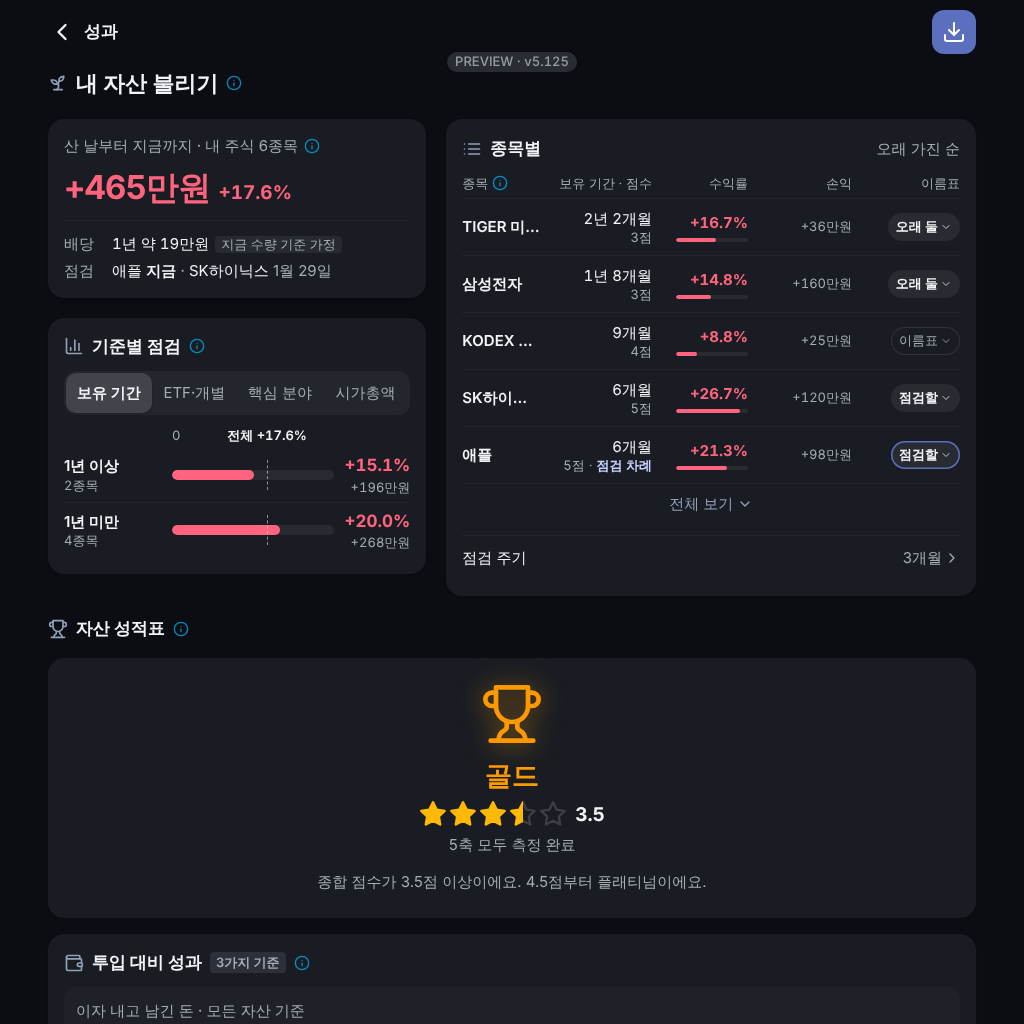 성과
PREVIEW · v5.125
내 자산 불리기
산 날부터 지금까지 · 내 주식 6종목
+465만원 +17.6%
배당 1년 약 19만원 지금 수량 기준 가정
점검 애플 지금 · SK하이닉스 1월 29일
기준별 점검
보유 기간 ETF·개별 핵심 분야 시가총액
0 전체 +17.6%
1년 이상 +15.1%
2종목 +196만원
1년 미만 +20.0%
4종목 +268만원
종목별 오래 가진 순
종목 보유 기간 · 점수 수익률 손익 이름표
TIGER 미... 2년 2개월 +16.7% +36만원 오래 둘
3점
삼성전자 1년 8개월 +14.8% +160만원 오래 둘
3점
KODEX ... 9개월 +8.8% +25만원 이름표
4점
SK하이... 6개월 +26.7% +120만원 점검할
5점
애플 6개월 +21.3% +98만원 점검할
5점 · 점검 차례
전체 보기
점검 주기 3개월
자산 성적표
골드
3.5
5축 모두 측정 완료
종합 점수가 3.5점 이상이에요. 4.5점부터 플래티넘이에요.
투입 대비 성과 3가지 기준
이자 내고 남긴 돈 · 모든 자산 기준